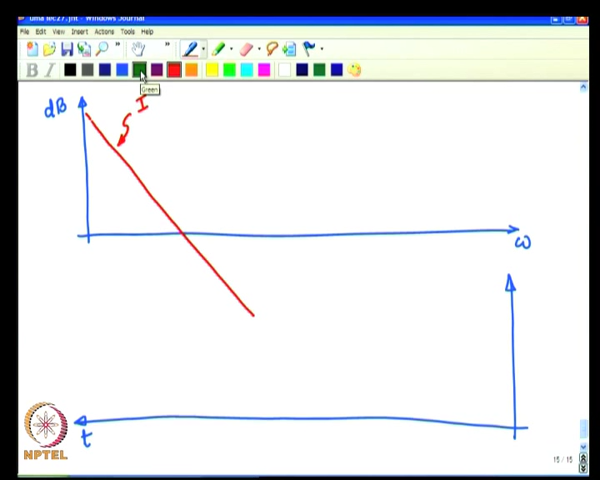 uma lec27.jnt - Windows Journal
File Edit View Insert Actions Tools Help
B I
Green
dB
I
ω
t
NPTEL
15 / 15